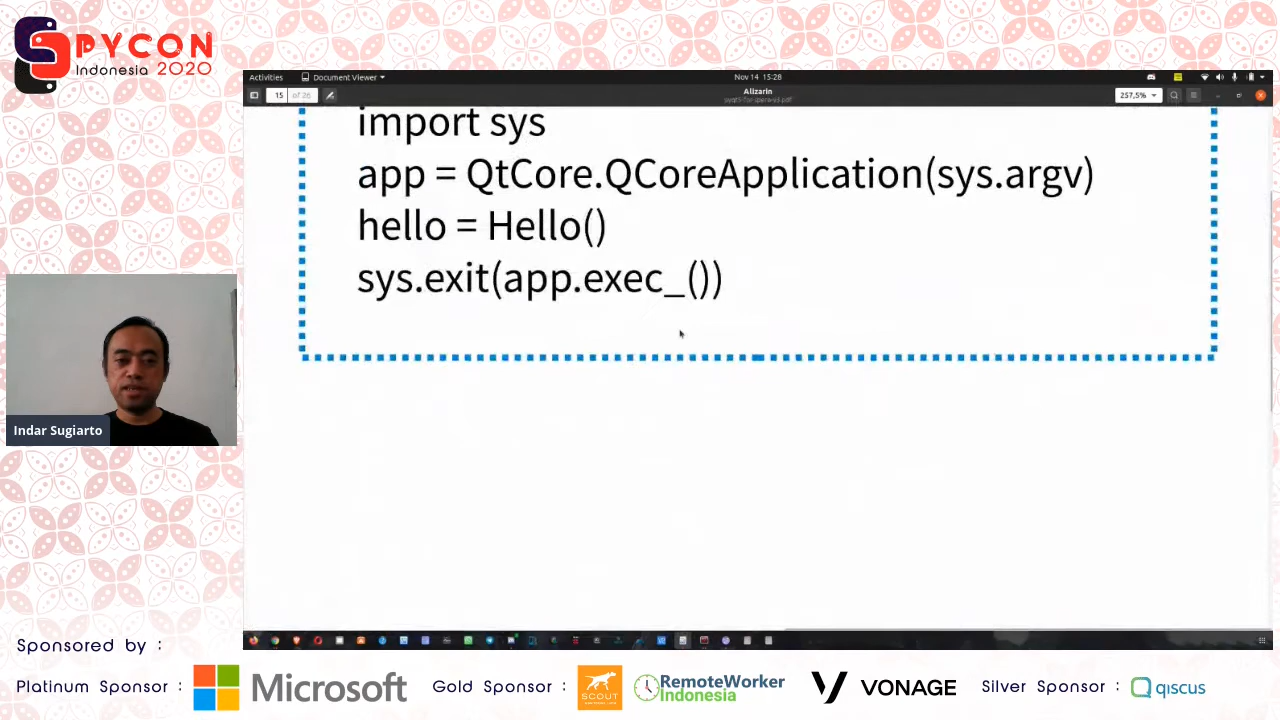 PYCON
Indonesia 2020
Activities
Document Viewer
Nov 14 15:28
15
of 26
Alizarin
257,5%
import sys
app = QtCore.QCoreApplication(sys.argv)
hello = Hello()
sys.exit(app.exec_())
Indar Sugiarto
Sponsored by :
Platinum Sponsor :
Microsoft
Gold Sponsor :
SCOUT
RemoteWorker
Indonesia
VONAGE
Silver Sponsor :
qiscus